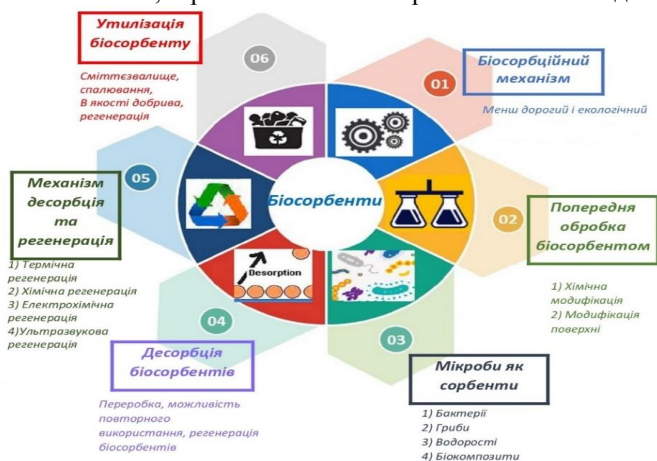 Утилізація
біосорбенту
Сміттєзвалище,
спалювання,
В якості добрива,
регенерація
06
01
Біосорбційний
механізм
Менш дорогий і екологічний
05
Механізм
десорбція
та
регенерація
1) Термічна
регенерація
2) Хімічна регенерація
3) Електрохімічна
регенерація
4)Ультразвукова
регенерація
Біосорбенти
02
Попередня
обробка
біосорбентом
1) Хімічна
модифікація
2) Модифікація
поверхні
Desorption
04
Десорбція
біосорбентів
Переробка, можливість
повторного
використання, регенерація
біосорбентів
03
Мікроби як
сорбенти
1) Бактерії
2) Гриби
3) Водорості
4) Біокомпозити